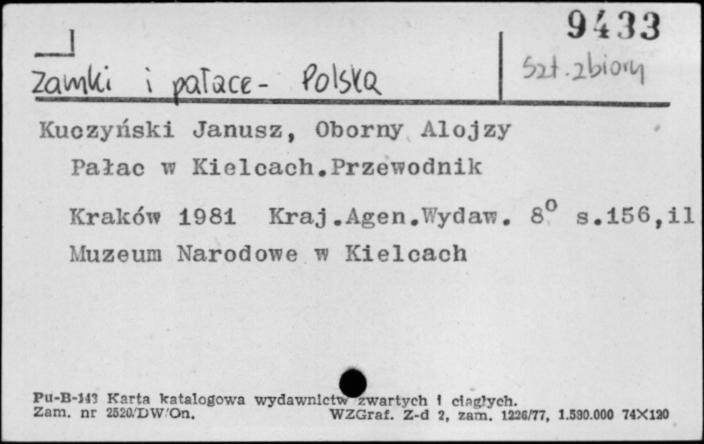 9433
Zamki i pałace - Polska
Szt. zbiory
Kuczyński Janusz, Oborny Alojzy
Pałac w Kielcach.Przewodnik
Kraków 1981 Kraj.Agen.Wydaw. 8° s.156,il
Muzeum Narodowe w Kielcach
Pu-B-143 Karta katalogowa wydawnictw zwartych i ciągłych.
Zam. nr 2520/DW/On. WZGraf. Z-d 2, zam. 1226/77, 1.590.000 74×120